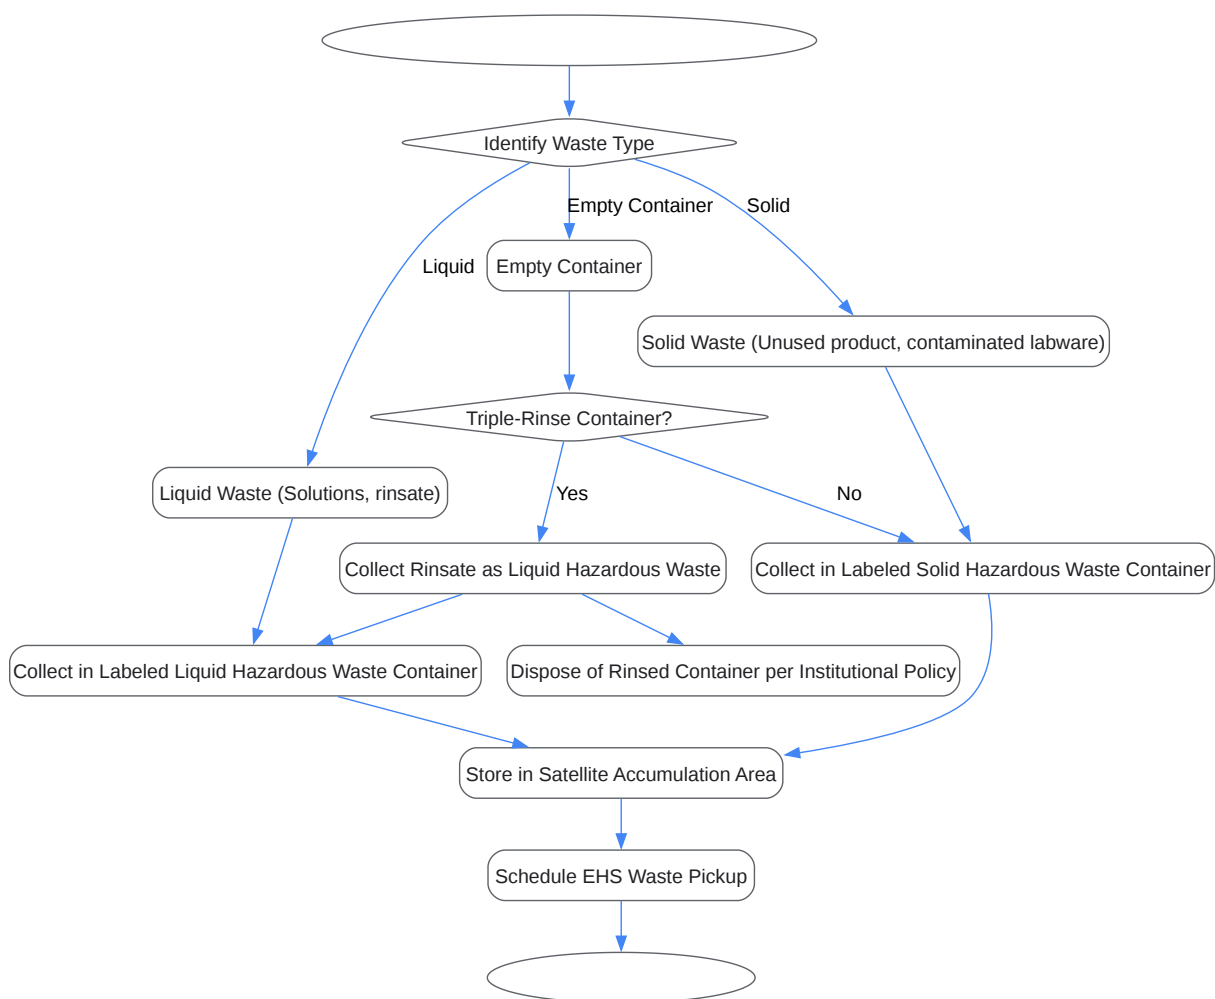 Identify Waste Type
Empty Container
Solid
Liquid
Empty Container
Solid Waste (Unused product, contaminated labware)
Triple-Rinse Container?
Liquid Waste (Solutions, rinsate)
Yes
No
Collect Rinsate as Liquid Hazardous Waste
Collect in Labeled Solid Hazardous Waste Container
Collect in Labeled Liquid Hazardous Waste Container
Dispose of Rinsed Container per Institutional Policy
Store in Satellite Accumulation Area
Schedule EHS Waste Pickup